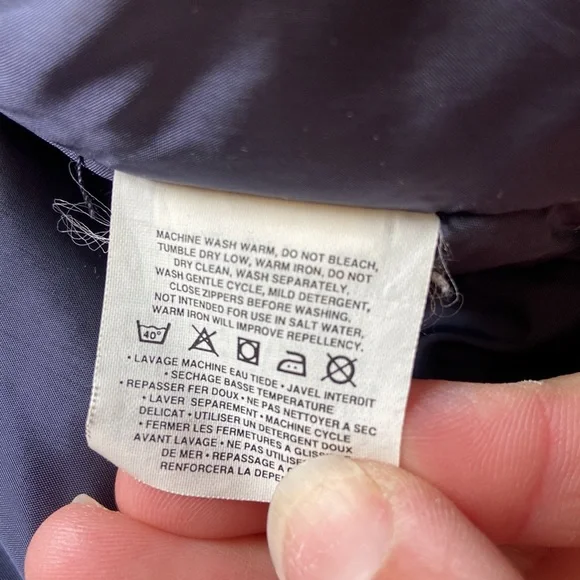 MACHINE WASH WARM, DO NOT BLEACH,
TUMBLE DRY LOW, WARM IRON, DO NOT
DRY CLEAN, WASH SEPARATELY.
WASH GENTLE CYCLE, MILD DETERGENT,
CLOSE ZIPPERS BEFORE WASHING,
NOT INTENDED FOR USE IN SALT WATER,
WARM IRON WILL IMPROVE REPELLENCY.
40°
• LAVAGE MACHINE EAU TIEDE • JAVEL INTERDIT
• SECHAGE BASSE TEMPERATURE
• REPASSER FER DOUX • NE PAS NETTOYER A SEC
• LAVER SEPAREMENT • MACHINE CYCLE
DELICAT • UTILISER UN DETERGENT DOUX
• FERMER LES FERMETURES A
AVANT LAVAGE • NE PAS
DE MER • REPASSAGE A
RENFORCERA LA